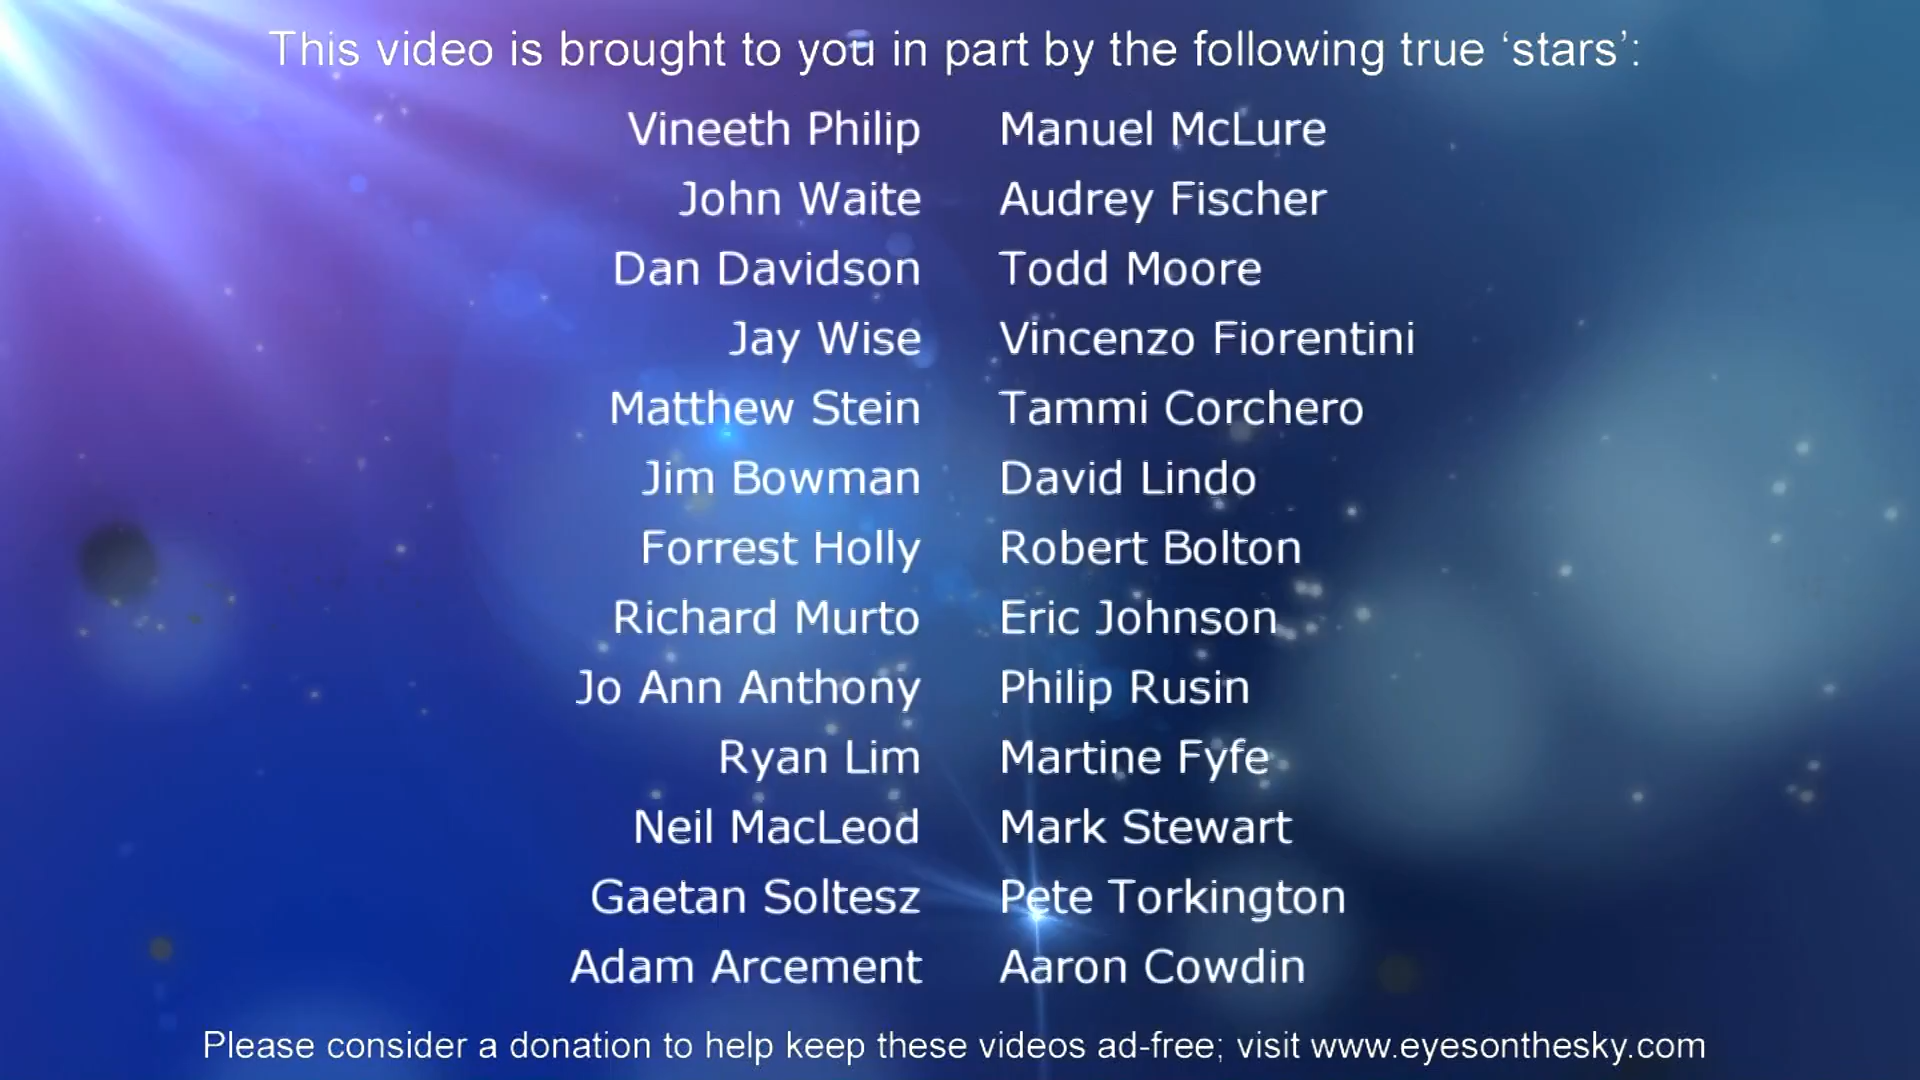 This video is brought to you in part by the following true ‘stars’:
Vineeth Philip Manuel McLure
John Waite Audrey Fischer
Dan Davidson Todd Moore
Jay Wise Vincenzo Fiorentini
Matthew Stein Tammi Corchero
Jim Bowman David Lindo
Forrest Holly Robert Bolton
Richard Murto Eric Johnson
Jo Ann Anthony Philip Rusin
Ryan Lim Martine Fyfe
Neil MacLeod Mark Stewart
Gaetan Soltesz Pete Torkington
Adam Arcement Aaron Cowdin
Please consider a donation to help keep these videos ad-free; visit www.eyesonthesky.com